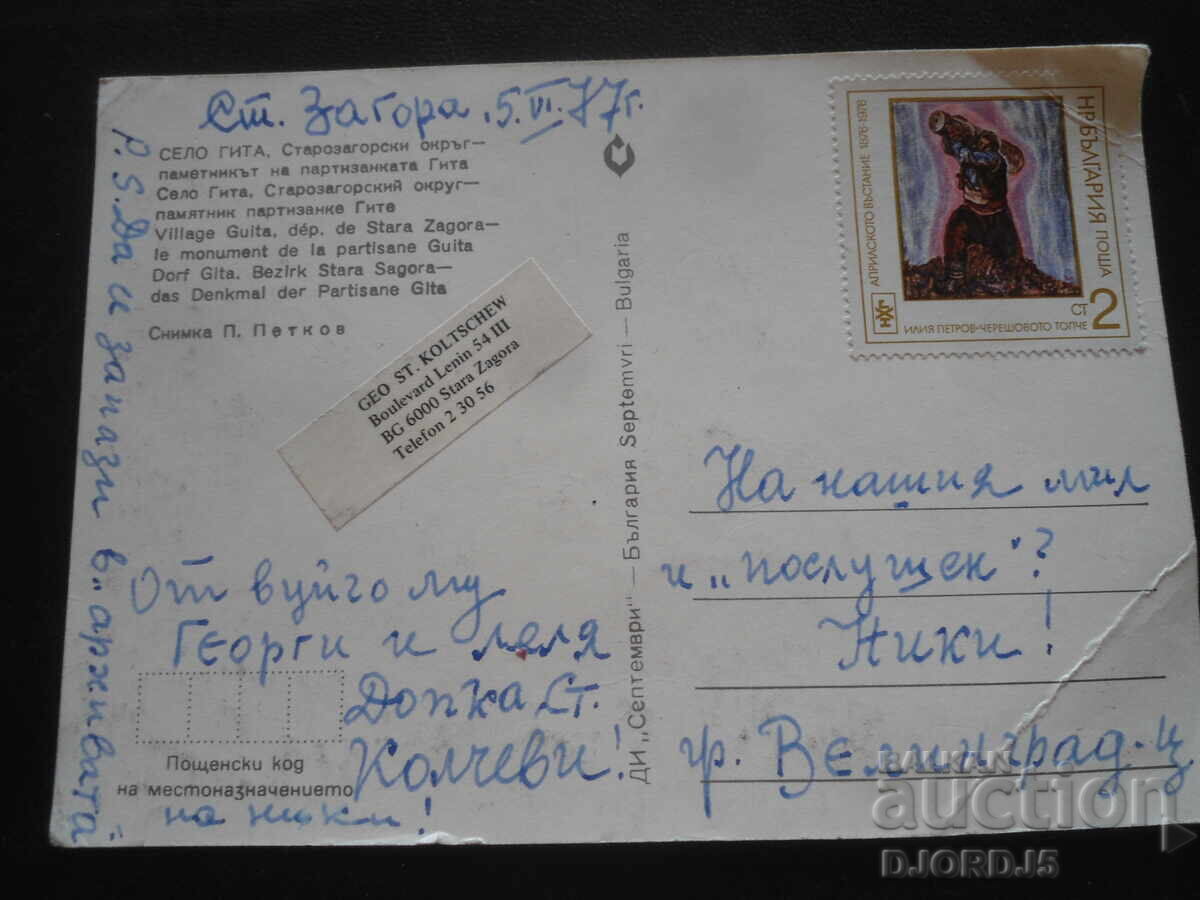 Ст. Загора. 5.VI.77г.
СЕЛО ГИТА, Старозагорски окръг—
паметникът на партизанката Гита
Село Гита, Старозагорский округ—
памятник партизанке Гите
Village Guita, dép. de Stara Zagora—
le monument de la partisane Guita
Dorf Gita, Bezirk Stara Sagora—
das Denkmal der Partisane Gita
Снимка П. Петков
GEO ST. KOLTSCHEW
Boulevard Lenin 54 III
BG 6000 Stara Zagora
Telefon 2 30 56
От вуйчо му
Георги и леля
Допка Ст.
Колчеви!
Пощенски код
на местоназначението
P.S. Да и запази в "архивата"
на Ники!
ДИ „Септември" — България Septemvri — Bulgaria
НР БЪЛГАРИЯ ПОЩА
АПРИЛСКОТО ВЪСТАНИЕ 1876-1976
ИЛИЯ ПЕТРОВ-ЧЕРЕШОВОТО ТОПЧЕ
2 СТ
На нашия мил
и „послушен"?
Ники!
гр. Велинград-ц
BALKAN
auction
DJORDJ5